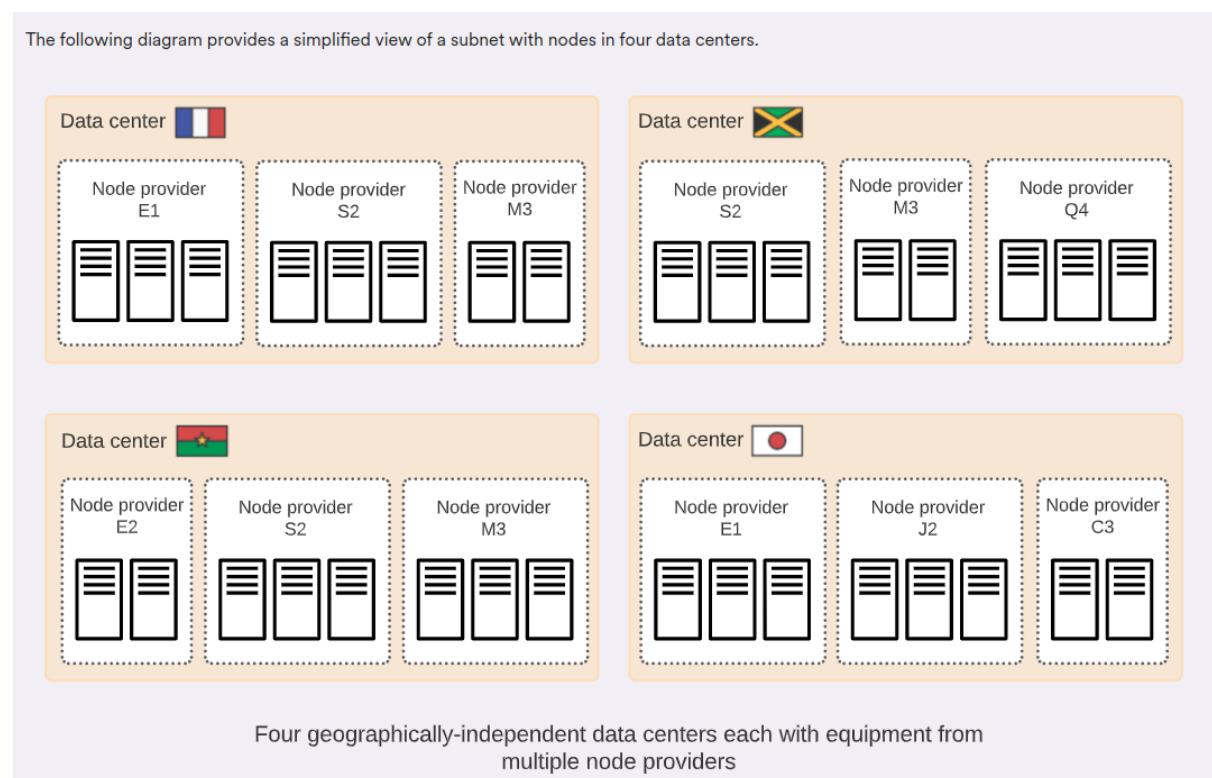 The following diagram provides a simplified view of a subnet with nodes in four data centers.
Data center
Node provider
E1
Node provider
S2
Node provider
M3
Data center
Node provider
S2
Node provider
M3
Node provider
Q4
Data center
Node provider
E2
Node provider
S2
Node provider
M3
Data center
Node provider
E1
Node provider
J2
Node provider
C3
Four geographically-independent data centers each with equipment from
multiple node providers